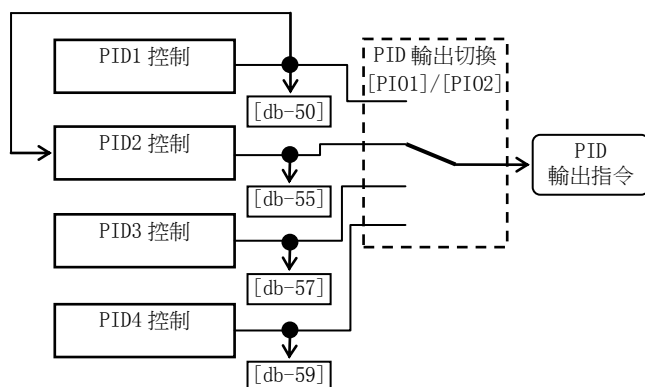 PID1 控制
PID 輸出切換
[PIO1]/[PIO2]
[db-50]
PID2 控制
PID
輸出指令
[db-55]
PID3 控制
[db-57]
PID4 控制
[db-59]